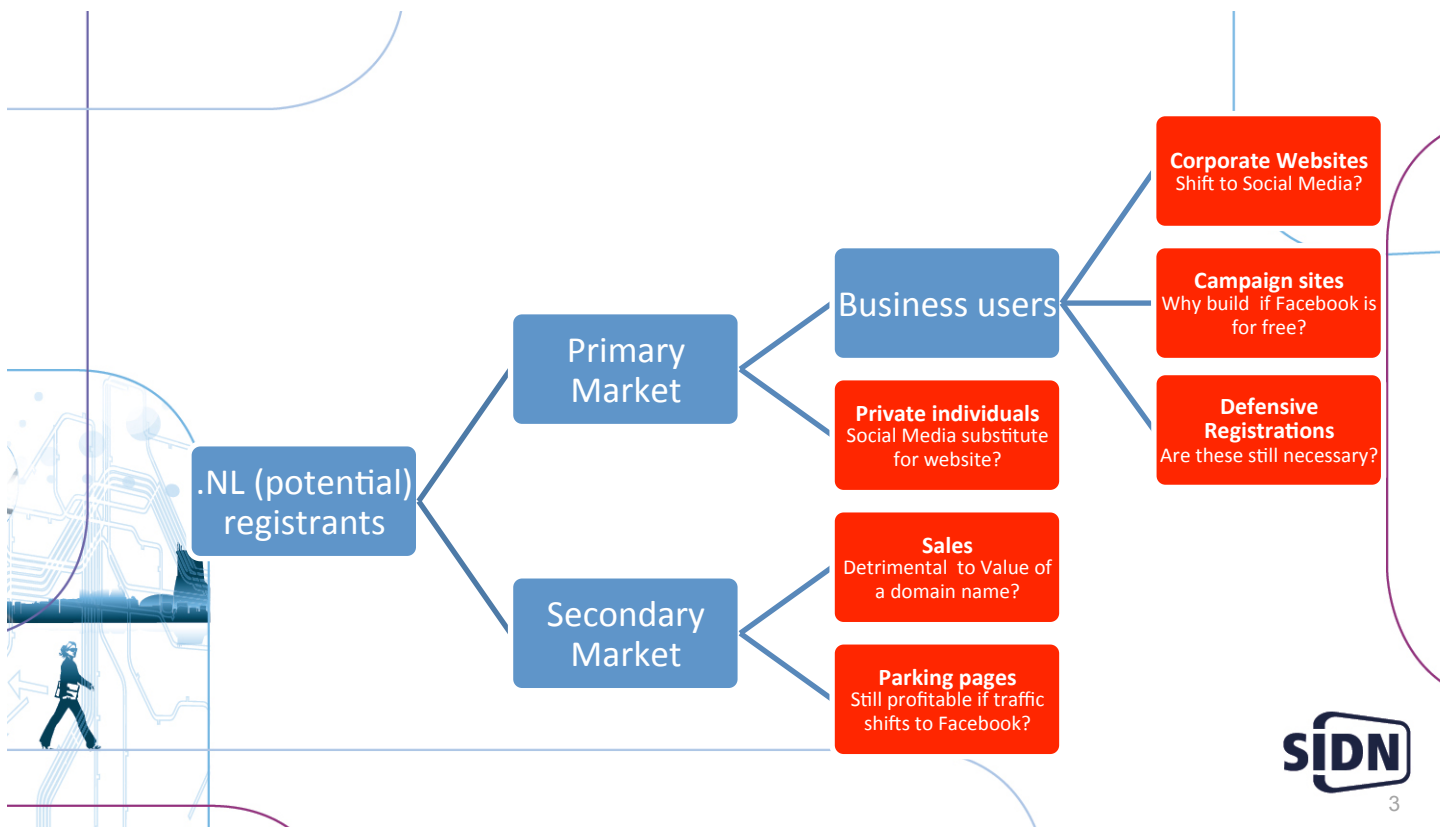 .NL (potential)
registrants
Primary
Market
Secondary
Market
Business users
Private individuals
Social Media substitute
for website?
Sales
Detrimental to Value of
a domain name?
Parking pages
Still profitable if traffic
shifts to Facebook?
Corporate Websites
Shift to Social Media?
Campaign sites
Why build if Facebook is
for free?
Defensive
Registrations
Are these still necessary?
SIDN
3